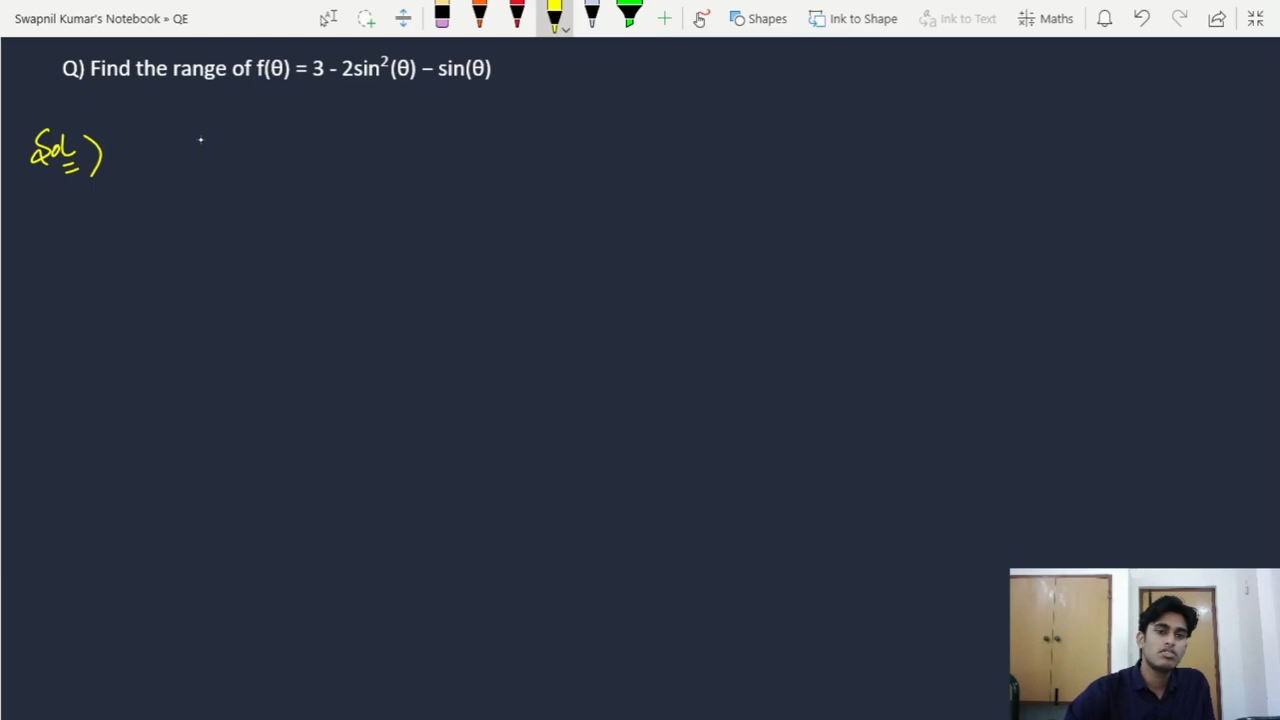 Swapnil Kumar's Notebook » QE
Shapes
Ink to Shape
Ink to Text
Maths
Q) Find the range of f(θ) = 3 - 2sin²(θ) – sin(θ)
Sol)